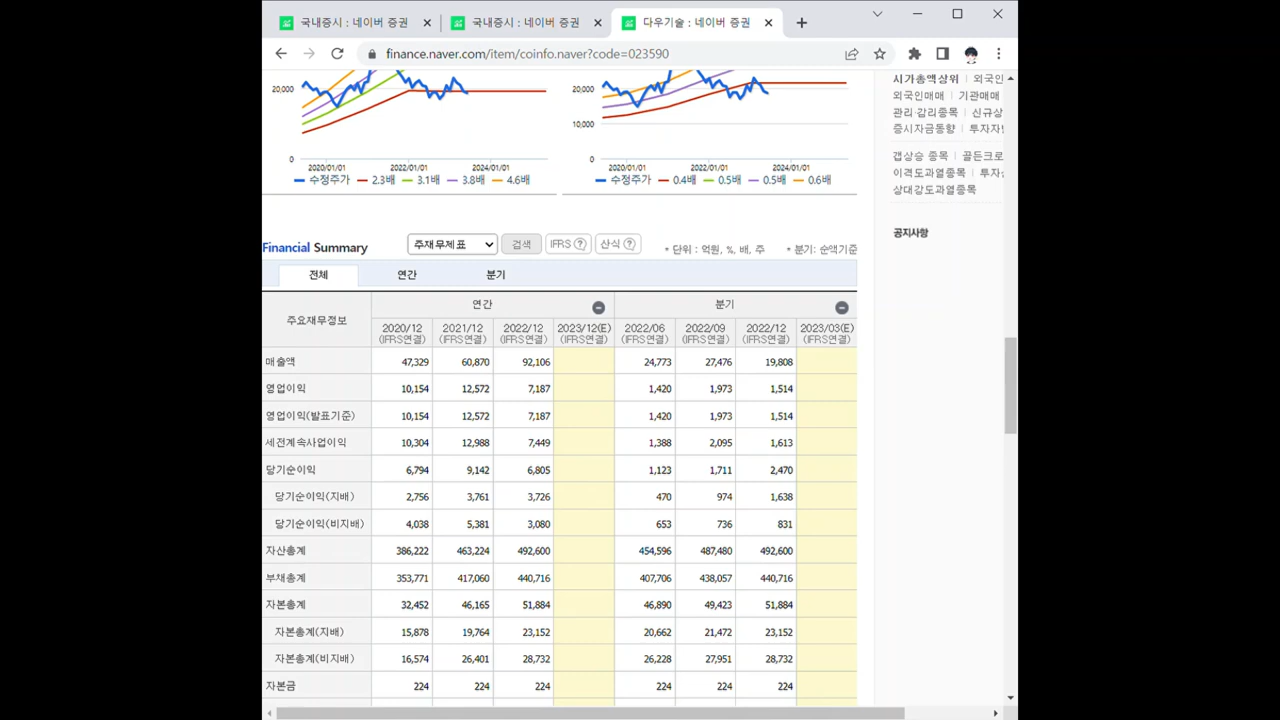 국내증시 : 네이버 증권
국내증시 : 네이버 증권
다우기술 : 네이버 증권
finance.naver.com/item/coinfo.naver?code=023590
20,000
0
2020/01/01 2022/01/01 2024/01/01
수정주가 2.3배 3.1배 3.8배 4.6배
20,000
10,000
0
2020/01/01 2022/01/01 2024/01/01
수정주가 0.4배 0.5배 0.5배 0.6배
시가총액상위 외국인
외국인매매 기관매매
관리·감리종목 신규상
증시자금동향
갭상승 종목 골든크로
이격도과열종목
상대강도과열종목
공지사항
Financial Summary 주재무제표 검색 IFRS ? 산식 ? * 단위 : 억원, %, 배, 주 * 분기: 순액기준
전체 연간 분기
주요재무정보 연간 분기
2020/12 2021/12 2022/12 2023/12(E) 2022/06 2022/09 2022/12 2023/03(E)
(IFRS연결) (IFRS연결) (IFRS연결) (IFRS연결) (IFRS연결) (IFRS연결) (IFRS연결) (IFRS연결)
매출액 47,329 60,870 92,106 24,773 27,476 19,808
영업이익 10,154 12,572 7,187 1,420 1,973 1,514
영업이익(발표기준) 10,154 12,572 7,187 1,420 1,973 1,514
세전계속사업이익 10,304 12,988 7,449 1,388 2,095 1,613
당기순이익 6,794 9,142 6,805 1,123 1,711 2,470
당기순이익(지배) 2,756 3,761 3,726 470 974 1,638
당기순이익(비지배) 4,038 5,381 3,080 653 736 831
자산총계 386,222 463,224 492,600 454,596 487,480 492,600
부채총계 353,771 417,060 440,716 407,706 438,057 440,716
자본총계 32,452 46,165 51,884 46,890 49,423 51,884
자본총계(지배) 15,878 19,764 23,152 20,662 21,472 23,152
자본총계(비지배) 16,574 26,401 28,732 26,228 27,951 28,732
자본금 224 224 224 224 224 224